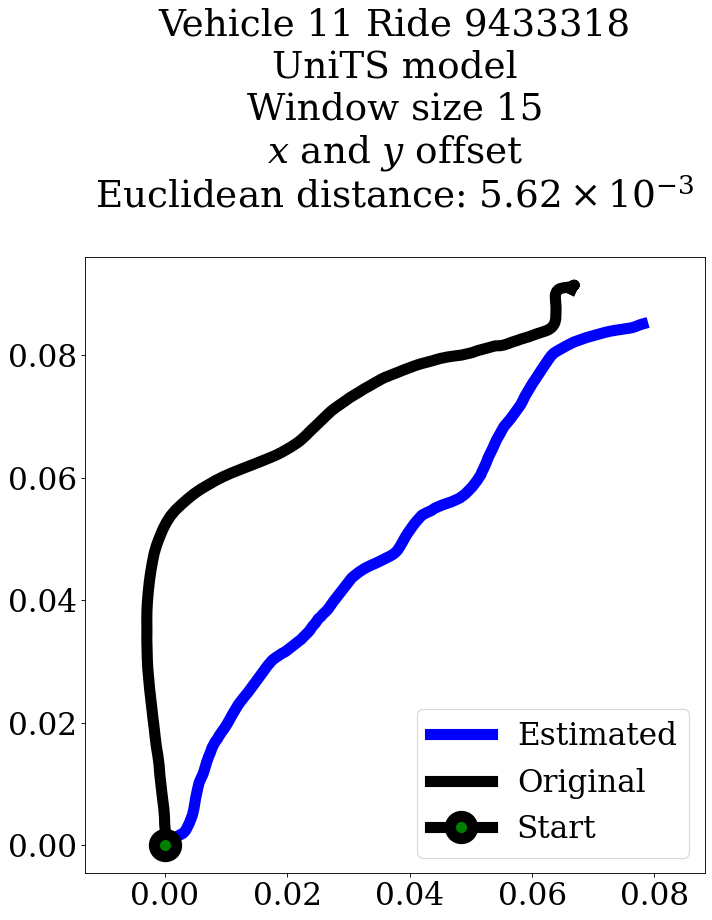 Vehicle 11 Ride 9433318
UniTS model
Window size 15
x and y offset
Euclidean distance: 5.62 × 10⁻³
0.08
0.06
0.04
0.02
0.00
Estimated
Original
Start
0.00 0.02 0.04 0.06 0.08